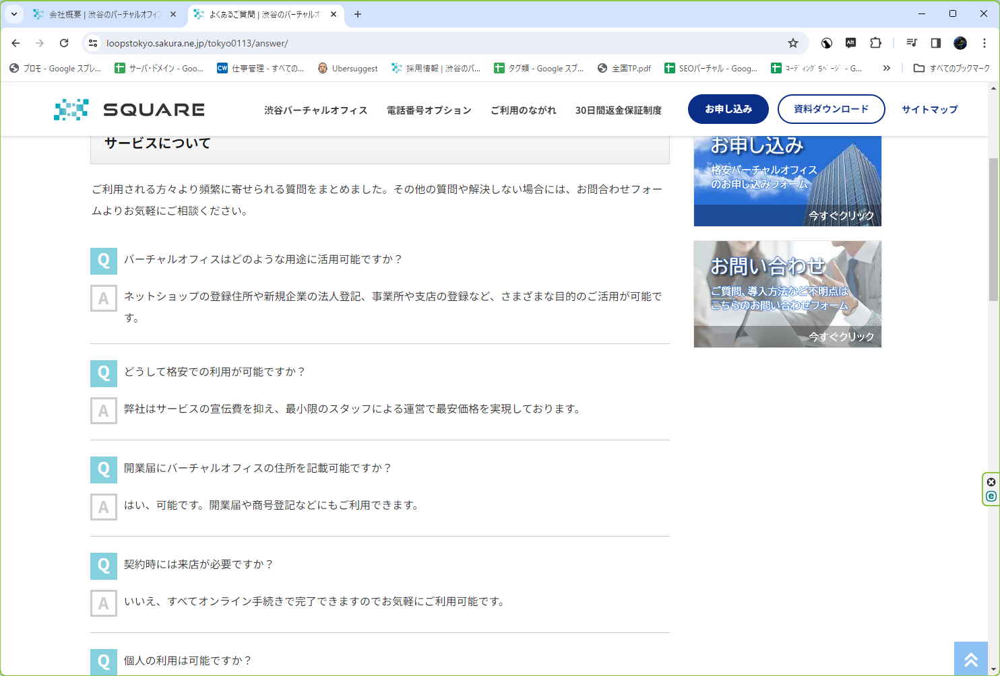 会社概要 | 渋谷のバーチャルオフィス
よくあるご質問 | 渋谷のバーチャルオ
loopstokyo.sakura.ne.jp/tokyo0113/answer/
Alt
プロモ - Google スプレ...
サーバ・ドメイン - Goo...
CW
仕事管理 - すべての...
Ubersuggest
採用情報 | 渋谷のバ...
タグ類 - Google スプ...
全国TP.pdf
SEOバーチャル - Goog...
ｺｰﾃﾞｨﾝｸﾞ 5ﾍﾟｰｼﾞ - G...
すべてのブックマーク
SQUARE
渋谷バーチャルオフィス
電話番号オプション
ご利用のながれ
30日間返金保証制度
お申し込み
資料ダウンロード
サイトマップ
サービスについて
ご利用される方々より頻繁に寄せられる質問をまとめました。その他の質問や解決しない場合には、お問合わせフォー
ムよりお気軽にご相談ください。
Q バーチャルオフィスはどのような用途に活用可能ですか？
A ネットショップの登録住所や新規企業の法人登記、事業所や支店の登録など、さまざまな目的のご活用が可能で
す。
Q どうして格安での利用が可能ですか？
A 弊社はサービスの宣伝費を抑え、最小限のスタッフによる運営で最安価格を実現しております。
Q 開業届にバーチャルオフィスの住所を記載可能ですか？
A はい、可能です。開業届や商号登記などにもご利用できます。
Q 契約時には来店が必要ですか？
A いいえ、すべてオンライン手続きで完了できますのでお気軽にご利用可能です。
Q 個人の利用は可能ですか？
お申し込み
格安バーチャルオフィス
のお申し込みフォーム
今すぐクリック
お問い合わせ
ご質問、導入方法など不明点は
こちらのお問い合わせフォーム
今すぐクリック
e